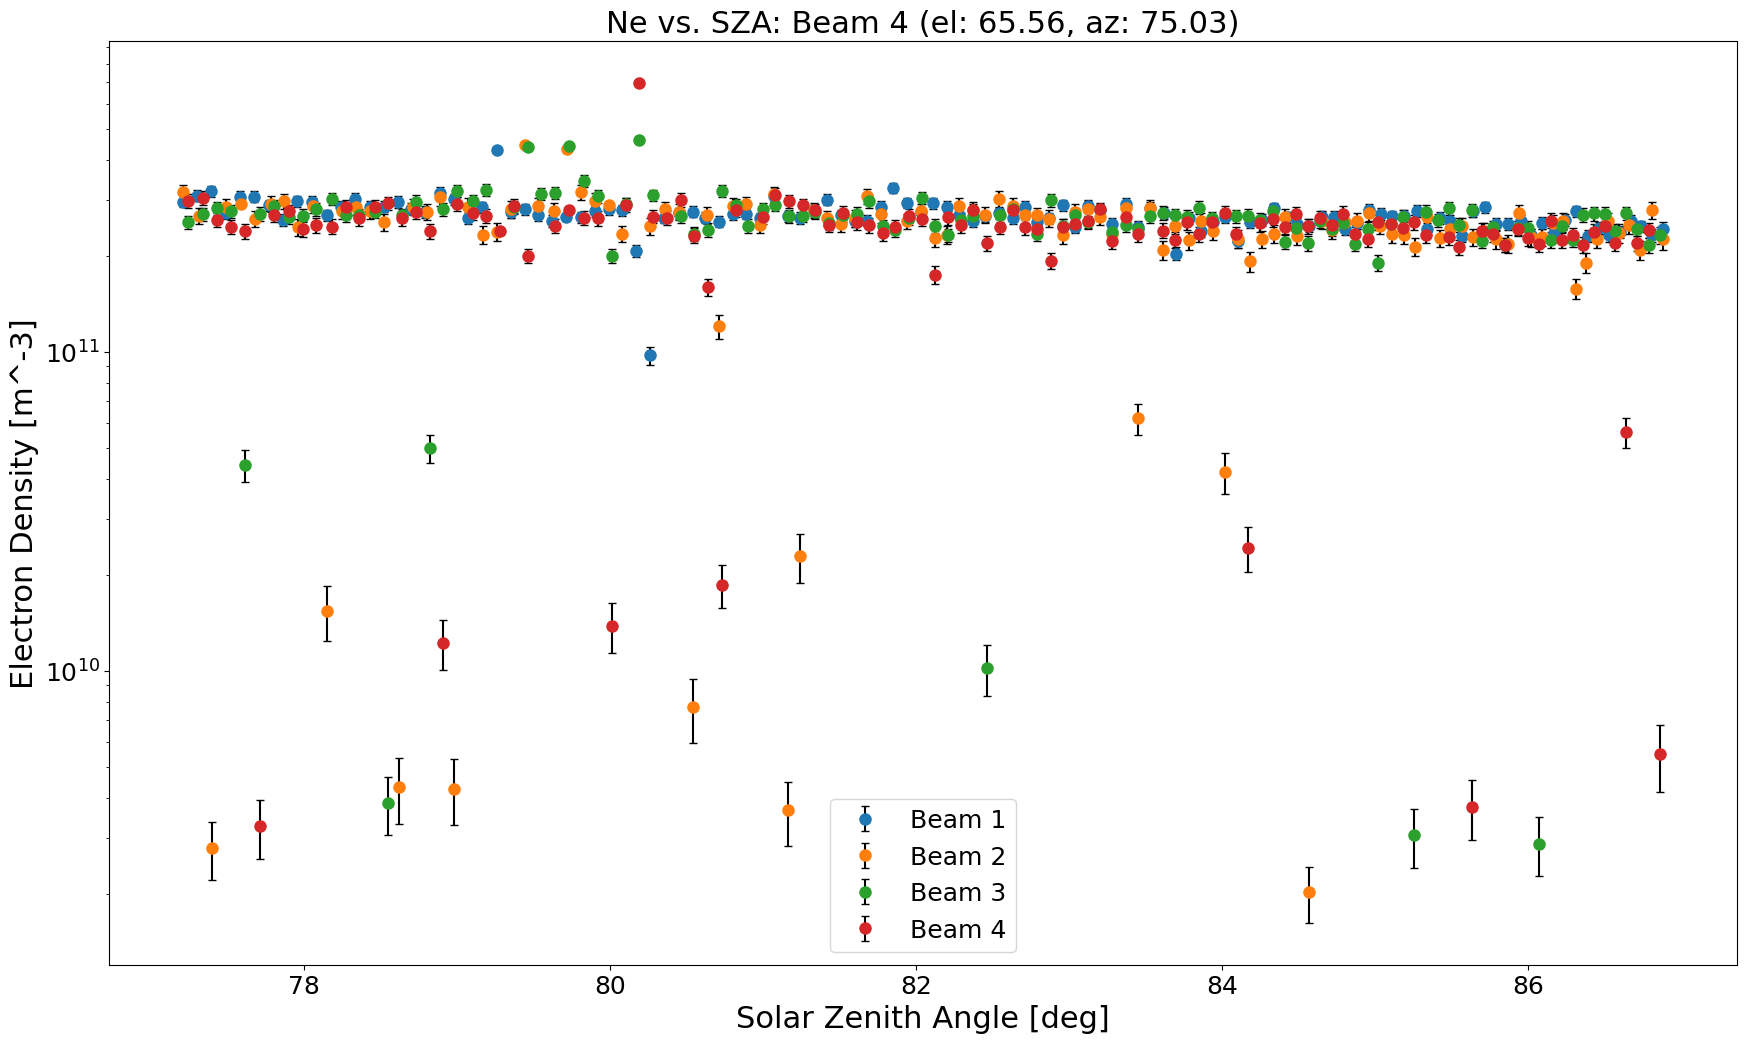 Ne vs. SZA: Beam 4 (el: 65.56, az: 75.03)
Electron Density [m^-3]
10^11
10^10
Beam 1
Beam 2
Beam 3
Beam 4
78 80 82 84 86
Solar Zenith Angle [deg]